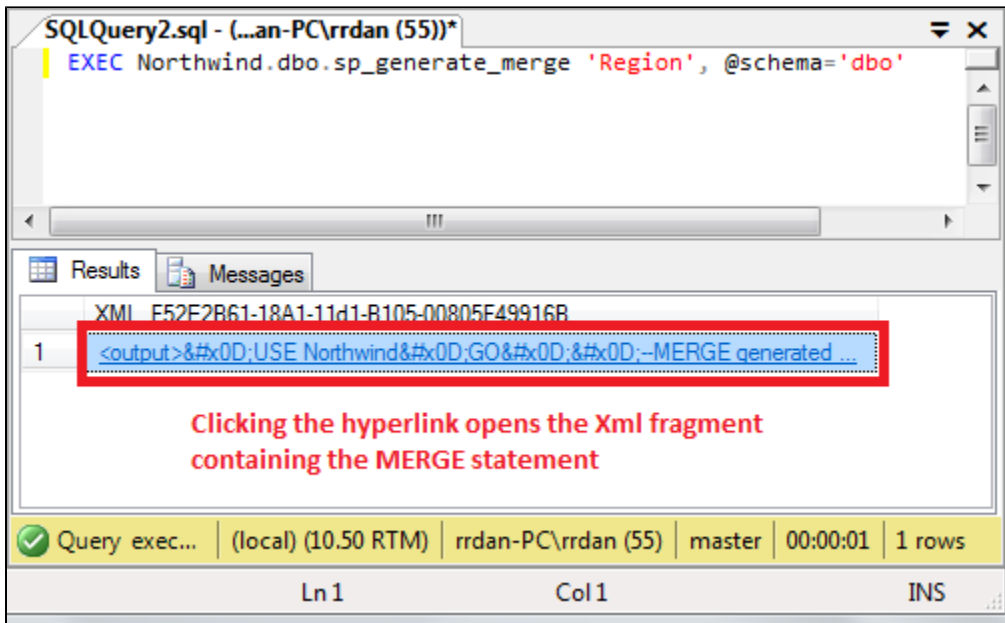 SQLQuery2.sql - (...an-PC\rrdan (55))*
EXEC Northwind.dbo.sp_generate_merge 'Region', @schema='dbo'
Results
Messages
XML_F52E2B61-18A1-11d1-B105-00805F49916B
1
<output>&#x0D;USE Northwind&#x0D;GO&#x0D;&#x0D;--MERGE generated ...
Clicking the hyperlink opens the Xml fragment
containing the MERGE statement
Query exec...
(local) (10.50 RTM)
rrdan-PC\rrdan (55)
master
00:00:01
1 rows
Ln 1
Col 1
INS